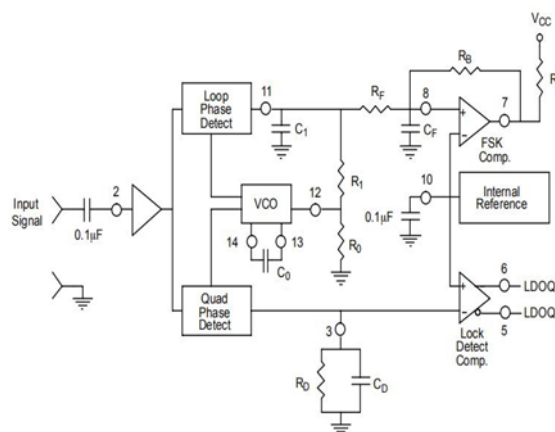 VCC
RB
R
Loop
Phase
Detect
11
RF
8
7
C1
CF
FSK
Comp.
R1
10
Internal
Reference
0.1µF
Input
Signal
2
0.1µF
VCO
12
14
13
C0
R0
Quad
Phase
Detect
6
LDOQ
5
LDOQ
Lock
Detect
Comp.
3
RD
CD
+
−
+
−